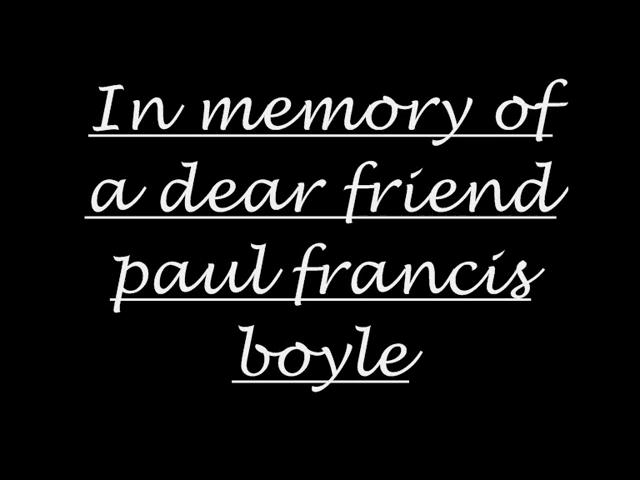 In memory of
a dear friend
paul francis
boyle